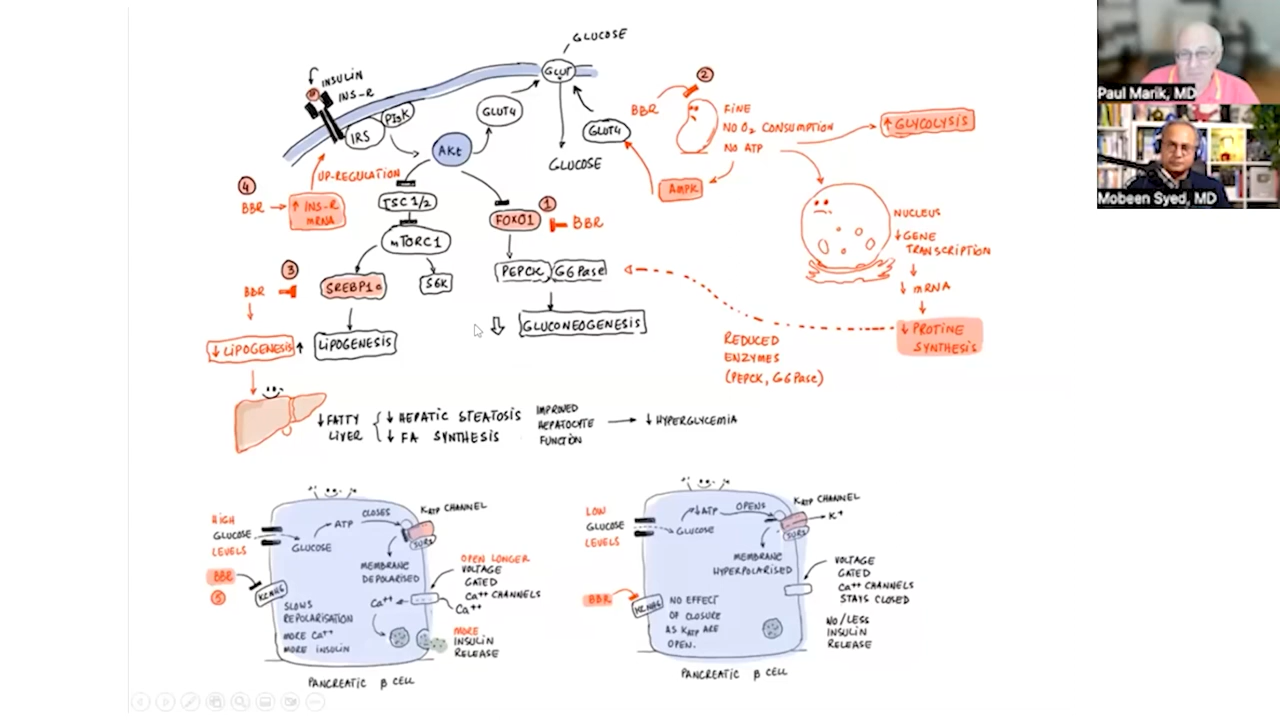 GLUCOSE
GLUT
INSULIN
INS-R
IRS
PI3K
GLUT4
AKt
GLUCOSE
GLUT4
BBR
2
FINE
NO O2 CONSUMPTION
NO ATP
↑ GLYCOLYSIS
AMPK
Paul Marik, MD
Mobeen Syed, MD
4
BBR → ↑ INS-R
mRNA
UP-REGULATION
TSC 1/2
mTORC1
S6K
1
FOXO1
BBR
PEPCK
G6Pase
GLUCONEOGENESIS
NUCLEUS
↓ GENE
TRANSCRIPTION
↓ mRNA
↓ PROTINE
SYNTHESIS
REDUCED
ENZYMES
(PEPCK, G6Pase)
3
BBR
SREBP1c
↓ LIPOGENESIS
↑ LIPOGENESIS
↓ FATTY
LIVER
↓ HEPATIC STEATOSIS
↓ FA SYNTHESIS
IMPROVED
HEPATOCYTE
FUNCTION
→ ↓ HYPERGLYCEMIA
HIGH
GLUCOSE
LEVELS
GLUCOSE
ATP
CLOSES
KATP CHANNEL
SUR1
MEMBRANE
DEPOLARISED
OPEN LONGER
VOLTAGE
GATED
Ca++ CHANNELS
Ca++
Ca++
BBR
5
KCNH6
SLOWS
REPOLARISATION
MORE Ca++
MORE INSULIN
MORE
INSULIN
RELEASE
PANCREATIC β CELL
LOW
GLUCOSE
LEVELS
GLUCOSE
↓ ATP
OPENS
KATP CHANNEL
K+
SUR1
MEMBRANE
HYPERPOLARISED
VOLTAGE
GATED
Ca++ CHANNELS
STAYS CLOSED
BBR
KCNH6
NO EFFECT
OF CLOSURE
AS KATP ARE
OPEN.
NO/LESS
INSULIN
RELEASE
PANCREATIC β CELL